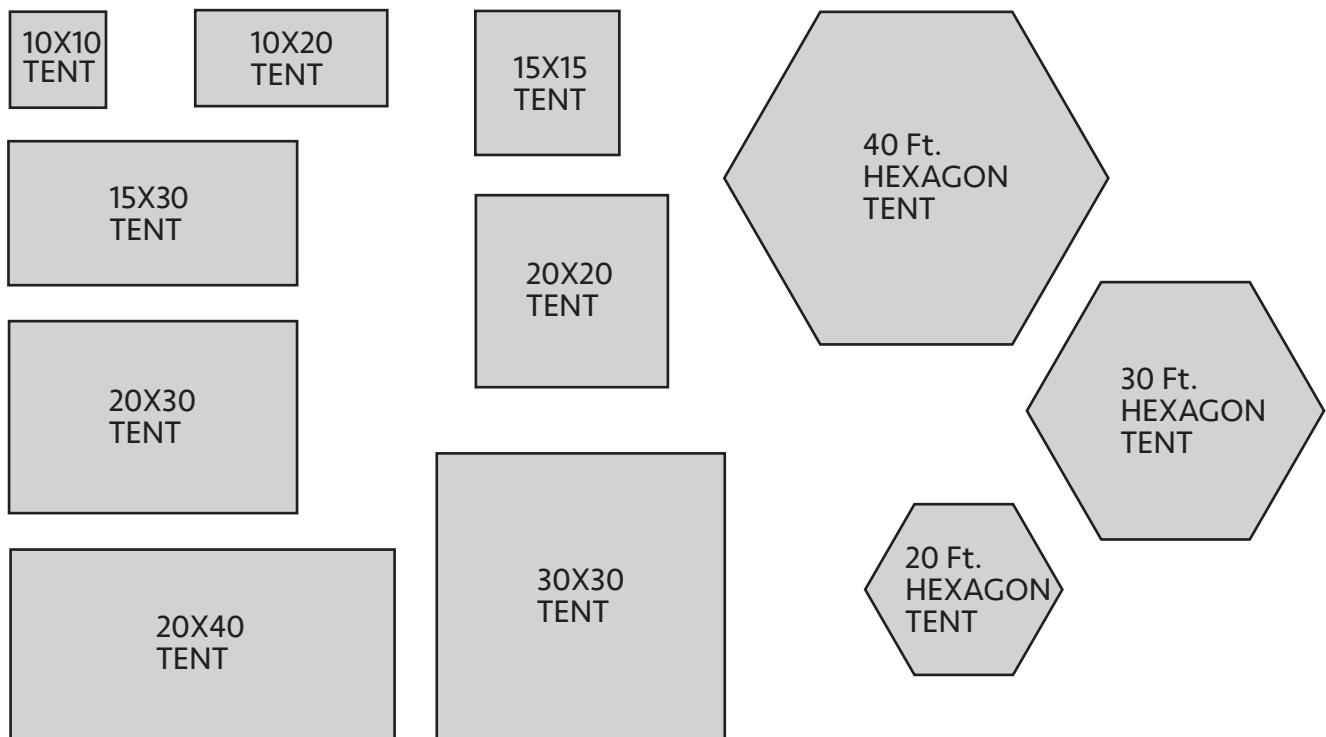 10X10
TENT
10X20
TENT
15X15
TENT
40 Ft.
HEXAGON
TENT
15X30
TENT
20X20
TENT
30 Ft.
HEXAGON
TENT
20X30
TENT
20 Ft.
HEXAGON
TENT
30X30
TENT
20X40
TENT